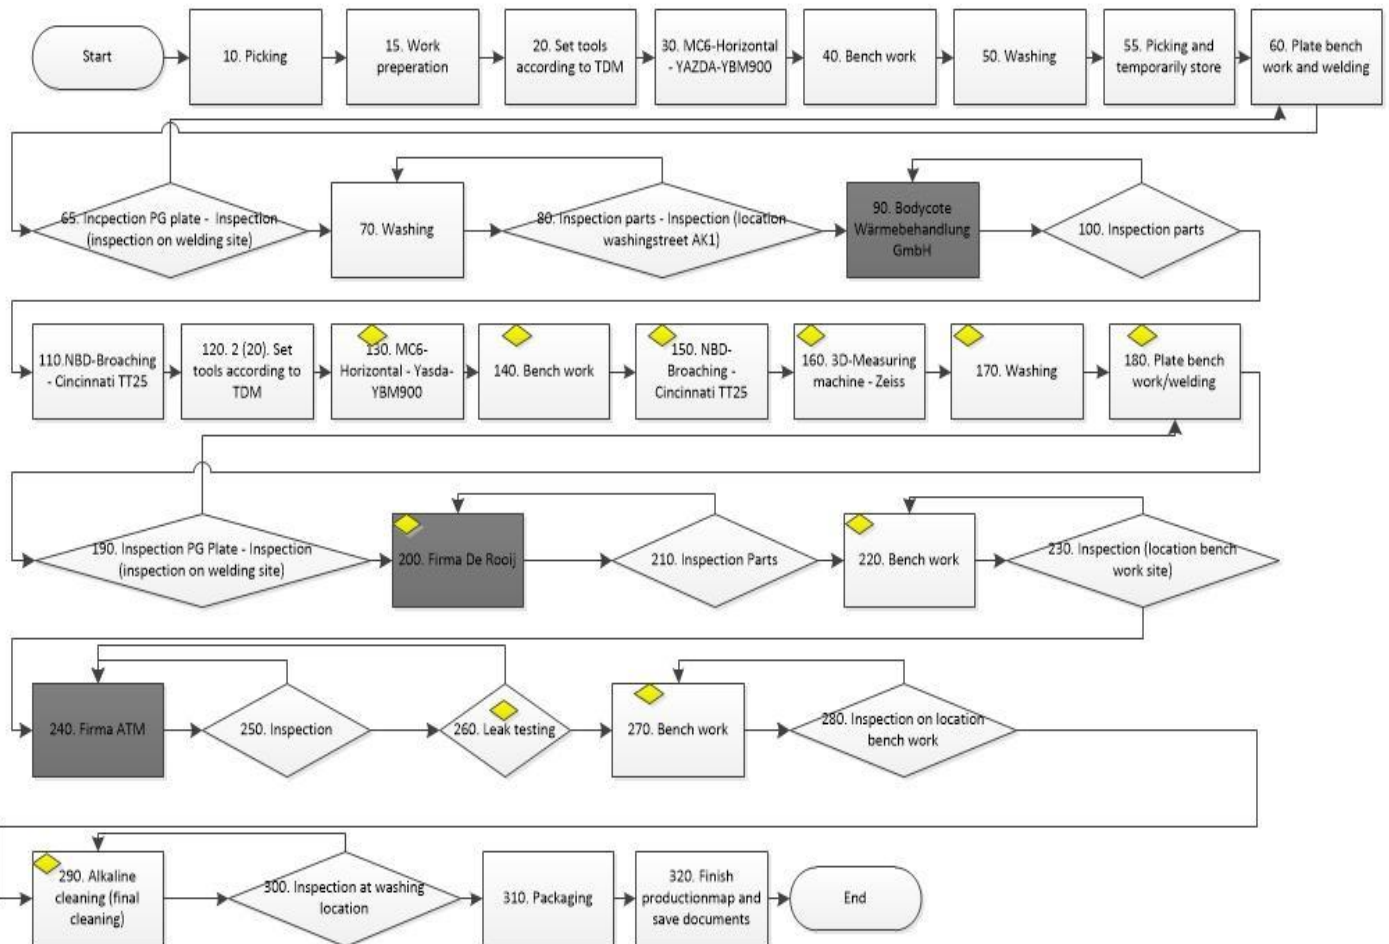 Start
10. Picking
15. Work
preperation
20. Set tools
according to TDM
30. MC6-Horizontal
- YAZDA-YBM900
40. Bench work
50. Washing
55. Picking and
temporarily store
60. Plate bench
work and welding
65. Incpection PG plate - Inspection
(inspection on welding site)
70. Washing
80. Inspection parts - Inspection (location
washingstreet AK1)
90. Bodycote
Wärmebehandlung
GmbH
100. Inspection parts
110.NBD-Broaching
- Cincinnati TT25
120. 2 (20). Set
tools according to
TDM
130. MC6-
Horizontal - Yasda-
YBM900
140. Bench work
150. NBD-
Broaching -
Cincinnati TT25
160. 3D-Measuring
machine - Zeiss
170. Washing
180. Plate bench
work/welding
190. Inspection PG Plate - Inspection
(inspection on welding site)
200. Firma De Rooij
210. Inspection Parts
220. Bench work
230. Inspection (location bench
work site)
240. Firma ATM
250. Inspection
260. Leak testing
270. Bench work
280. Inspection on location
bench work
290. Alkaline
cleaning (final
cleaning)
300. Inspection at washing
location
310. Packaging
320. Finish
productionmap and
save documents
End